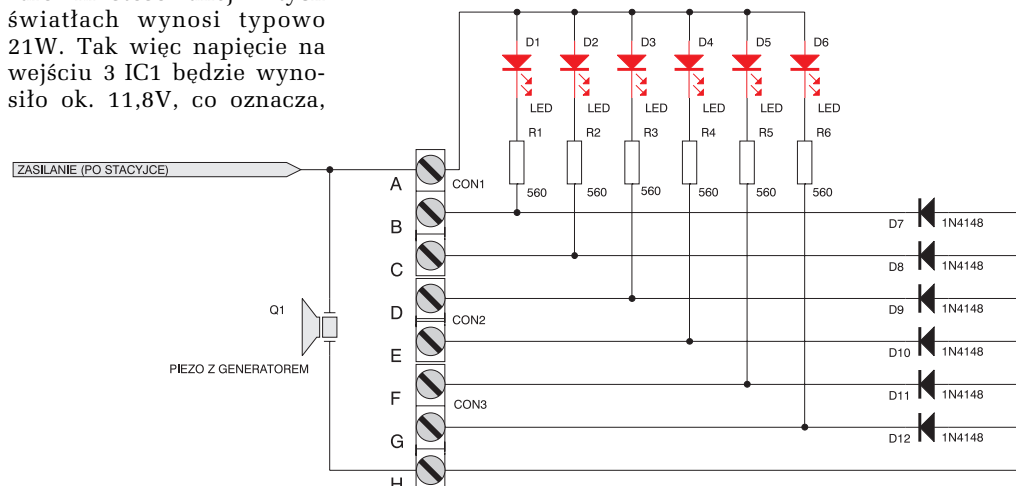 światłach wynosi typowo
21W. Tak więc napięcie na
wejściu 3 IC1 będzie wyno-
siło ok. 11,8V, co oznacza,
D1 D2 D3 D4 D5 D6
LED LED LED LED LED LED
R1 R2 R3 R4 R5 R6
560 560 560 560 560 560
ZASILANIE (PO STACYJCE)
A CON1
B
D7 1N4148
C
D8 1N4148
Q1
D CON2
D9 1N4148
E
D10 1N4148
PIEZO Z GENERATOREM
F CON3
D11 1N4148
G
D12 1N4148
H